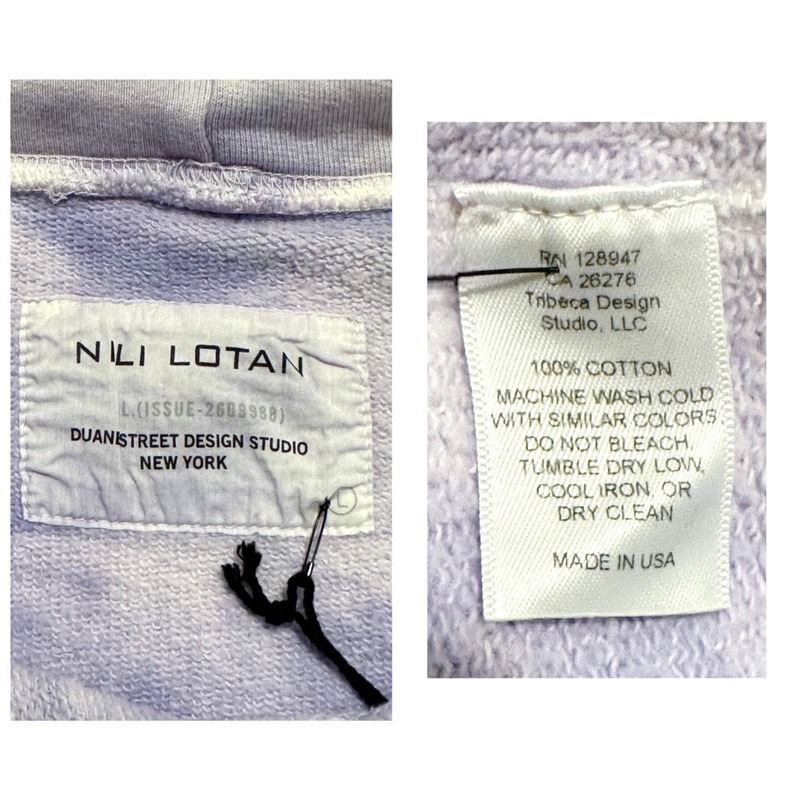 NILI LOTAN
L.(ISSUE-2609988)
DUANE STREET DESIGN STUDIO
NEW YORK
L
RN 128947
CA 26276
Tribeca Design
Studio, LLC
100% COTTON
MACHINE WASH COLD
WITH SIMILAR COLORS
DO NOT BLEACH,
TUMBLE DRY LOW,
COOL IRON, OR
DRY CLEAN
MADE IN USA